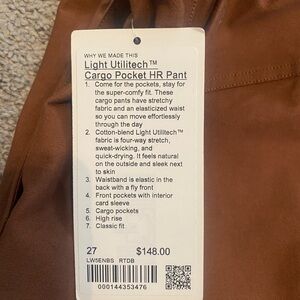 WHY WE MADE THIS
Light Utilitech™
Cargo Pocket HR Pant
1. Come for the pockets, stay for
the super-comfy fit. These
cargo pants have stretchy
fabric and an elasticized waist
so you can move effortlessly
through the day
2. Cotton-blend Light Utilitech™
fabric is four-way stretch,
sweat-wicking, and
quick-drying. It feels natural
on the outside and sleek next
to skin
3. Waistband is elastic in the
back with a fly front
4. Front pockets with interior
card sleeve
5. Cargo pockets
6. High rise
7. Classic fit
27 $148.00
LW5ENBS RTDB
000144353476